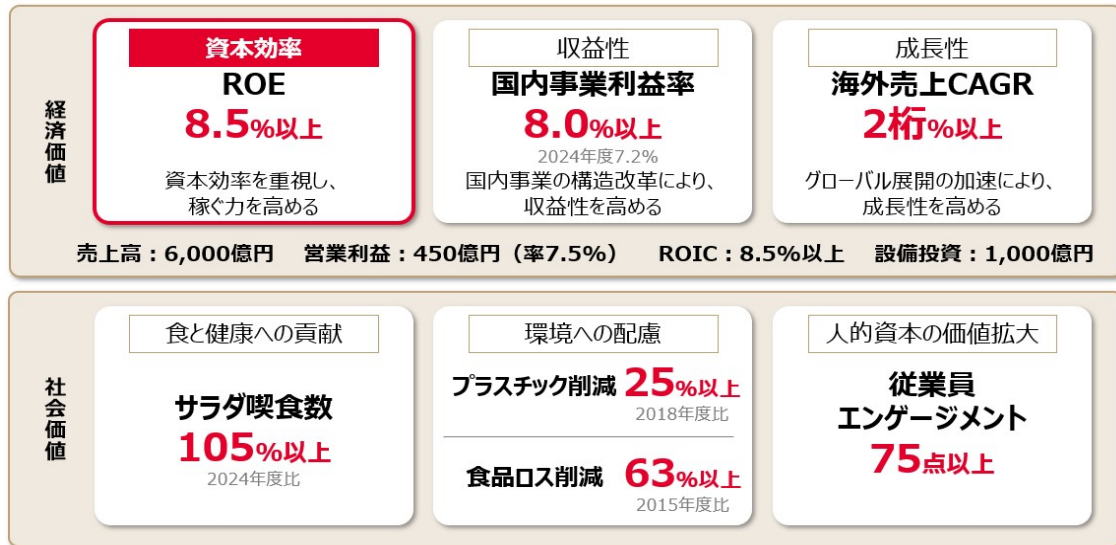 経済価値
資本効率
ROE
8.5%以上
資本効率を重視し、
稼ぐ力を高める
収益性
国内事業利益率
8.0%以上
2024年度7.2%
国内事業の構造改革により、
収益性を高める
成長性
海外売上CAGR
2桁%以上
グローバル展開の加速により、
成長性を高める
売上高：6,000億円 営業利益：450億円（率7.5%） ROIC：8.5%以上 設備投資：1,000億円
社会価値
食と健康への貢献
サラダ喫食数
105%以上
2024年度比
環境への配慮
プラスチック削減 25%以上
2018年度比
食品ロス削減 63%以上
2015年度比
人的資本の価値拡大
従業員
エンゲージメント
75点以上